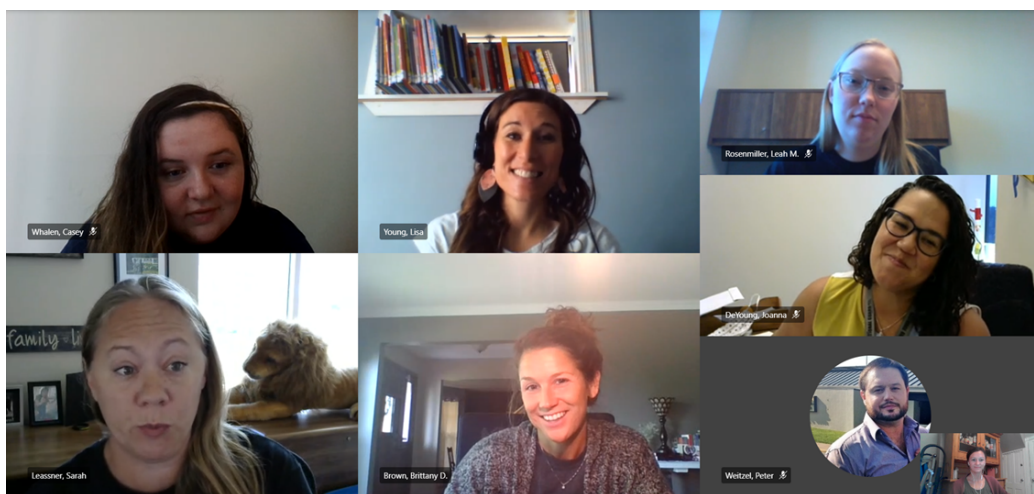 Whalen, Casey
Young, Lisa
Rosenmiller, Leah M.
DeYoung, Joanna
family
Leassner, Sarah
Brown, Brittany D.
Weitzel, Peter